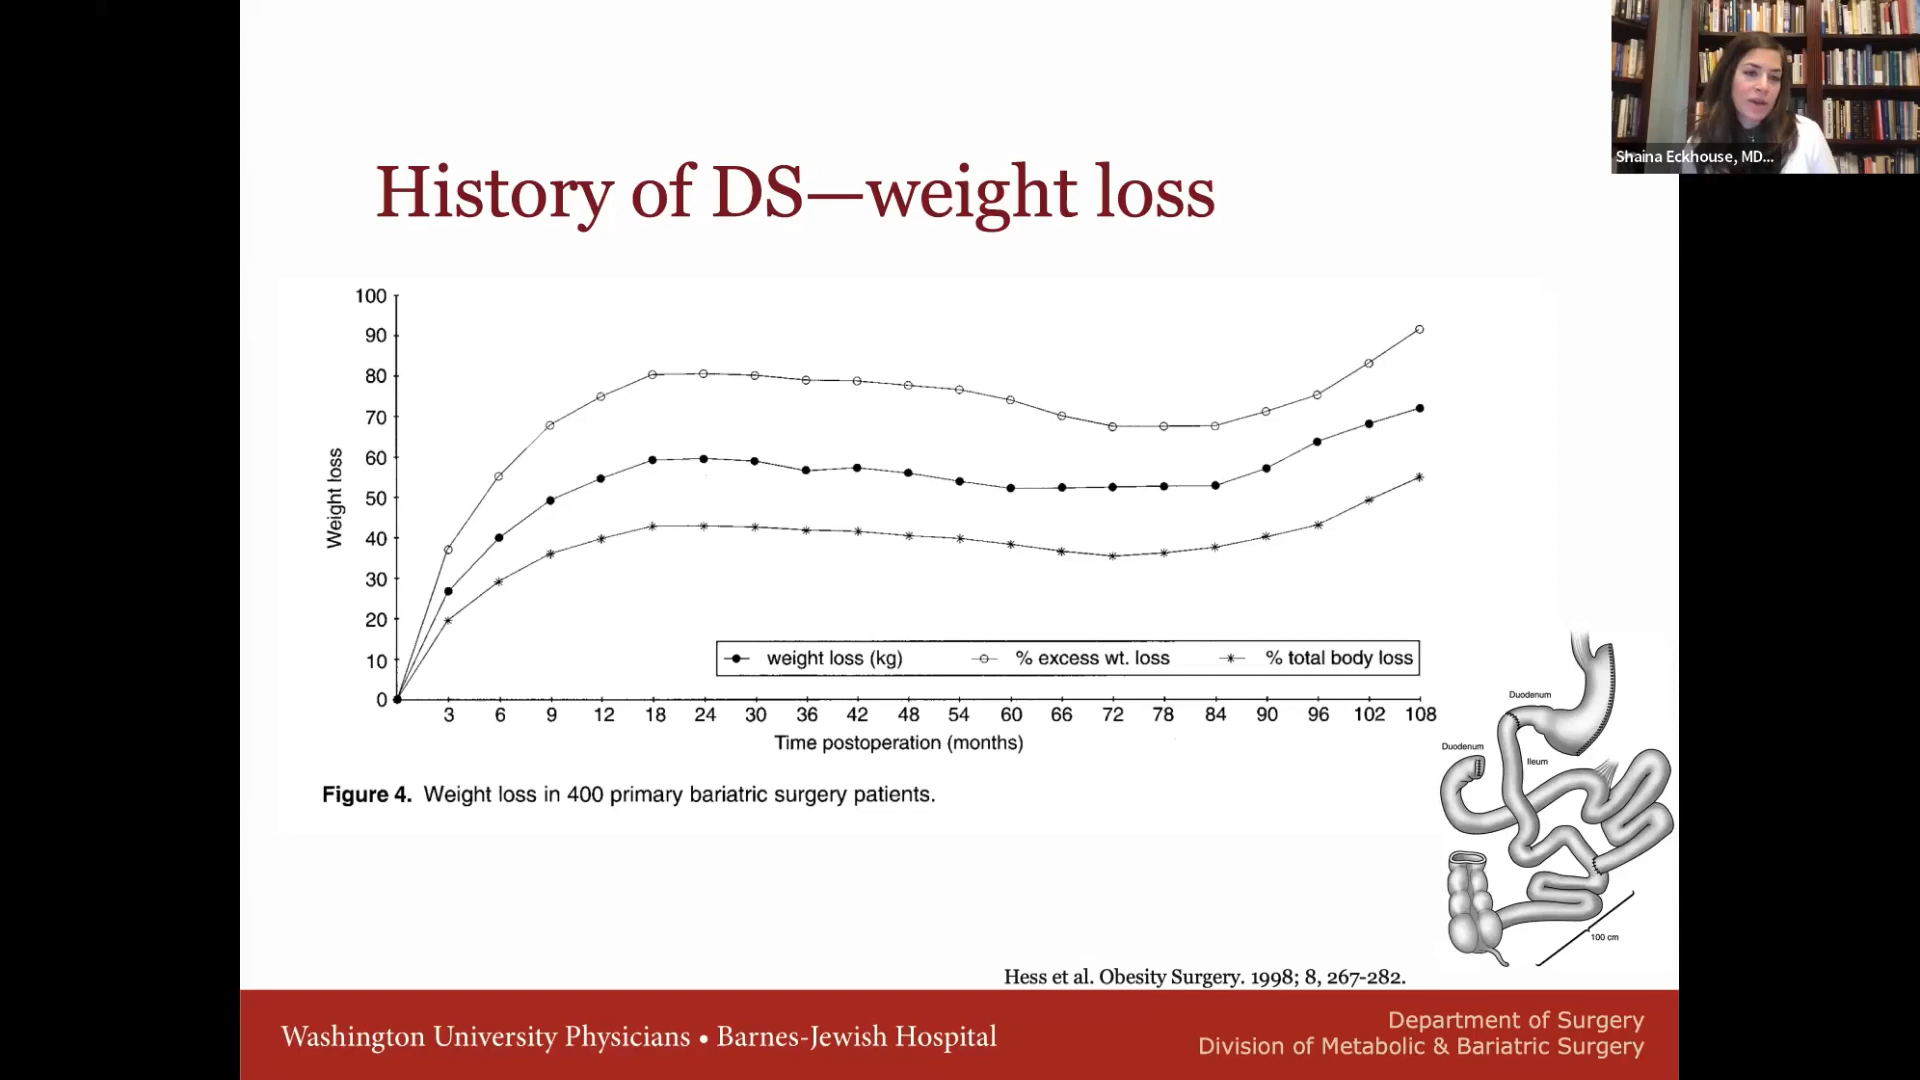 Shaina Eckhouse, MD...
History of DS—weight loss
100
90
80
70
60
50
40
30
20
10
0
Weight loss
weight loss (kg) % excess wt. loss % total body loss
3 6 9 12 18 24 30 36 42 48 54 60 66 72 78 84 90 96 102 108
Time postoperation (months)
Figure 4. Weight loss in 400 primary bariatric surgery patients.
Duodenum
Duodenum
Ileum
100 cm
Hess et al. Obesity Surgery. 1998; 8, 267-282.
Washington University Physicians • Barnes-Jewish Hospital
Department of Surgery
Division of Metabolic & Bariatric Surgery